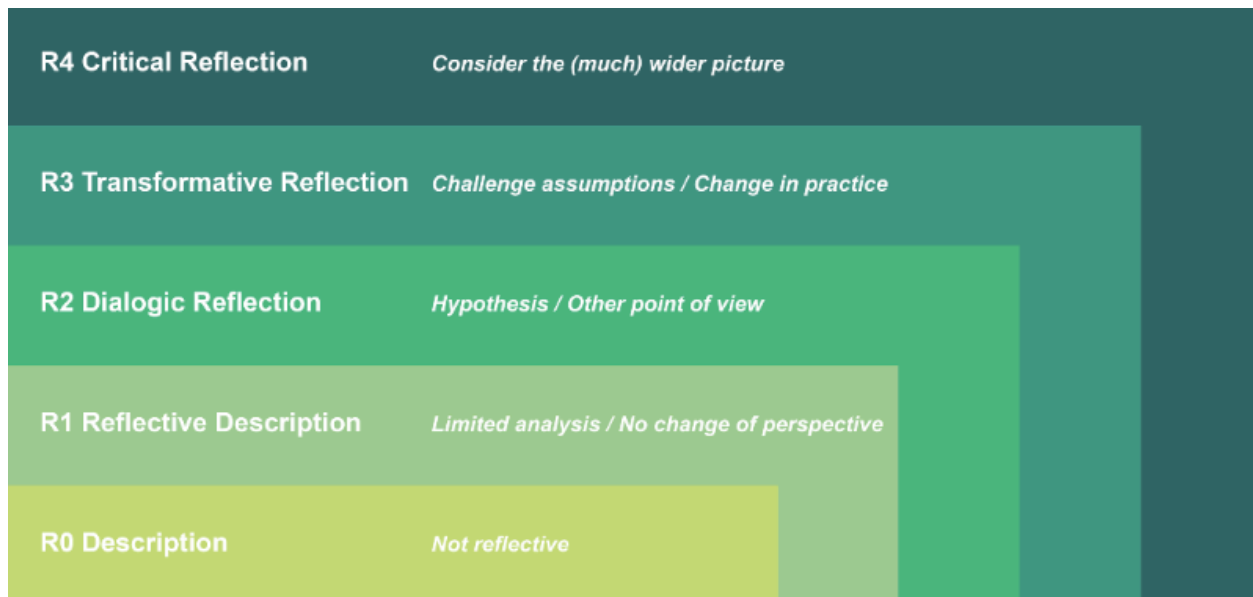 R4 Critical Reflection Consider the (much) wider picture
R3 Transformative Reflection Challenge assumptions / Change in practice
R2 Dialogic Reflection Hypothesis / Other point of view
R1 Reflective Description Limited analysis / No change of perspective
R0 Description Not reflective